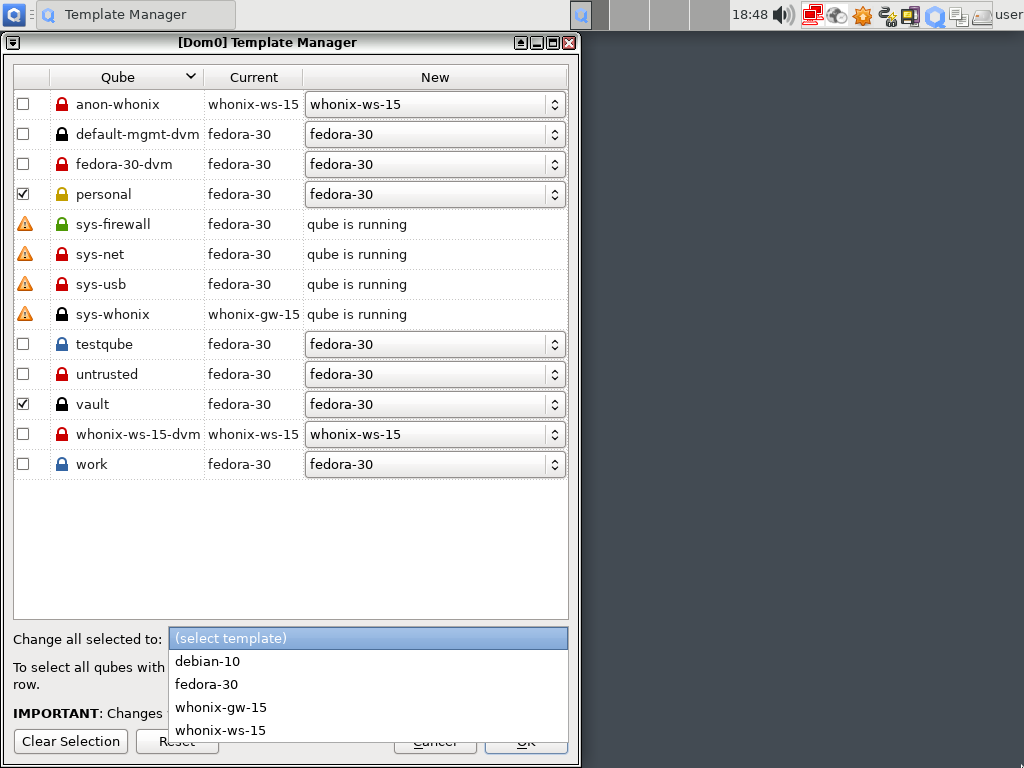 Template Manager
18:48
user
[Dom0] Template Manager
Qube Current New
anon-whonix whonix-ws-15 whonix-ws-15
default-mgmt-dvm fedora-30 fedora-30
fedora-30-dvm fedora-30 fedora-30
personal fedora-30 fedora-30
sys-firewall fedora-30 qube is running
sys-net fedora-30 qube is running
sys-usb fedora-30 qube is running
sys-whonix whonix-gw-15 qube is running
testqube fedora-30 fedora-30
untrusted fedora-30 fedora-30
vault fedora-30 fedora-30
whonix-ws-15-dvm whonix-ws-15 whonix-ws-15
work fedora-30 fedora-30
Change all selected to: (select template)
debian-10
To select all qubes with
fedora-30
row.
whonix-gw-15
IMPORTANT: Changes
whonix-ws-15
Clear Selection Reset Cancel OK